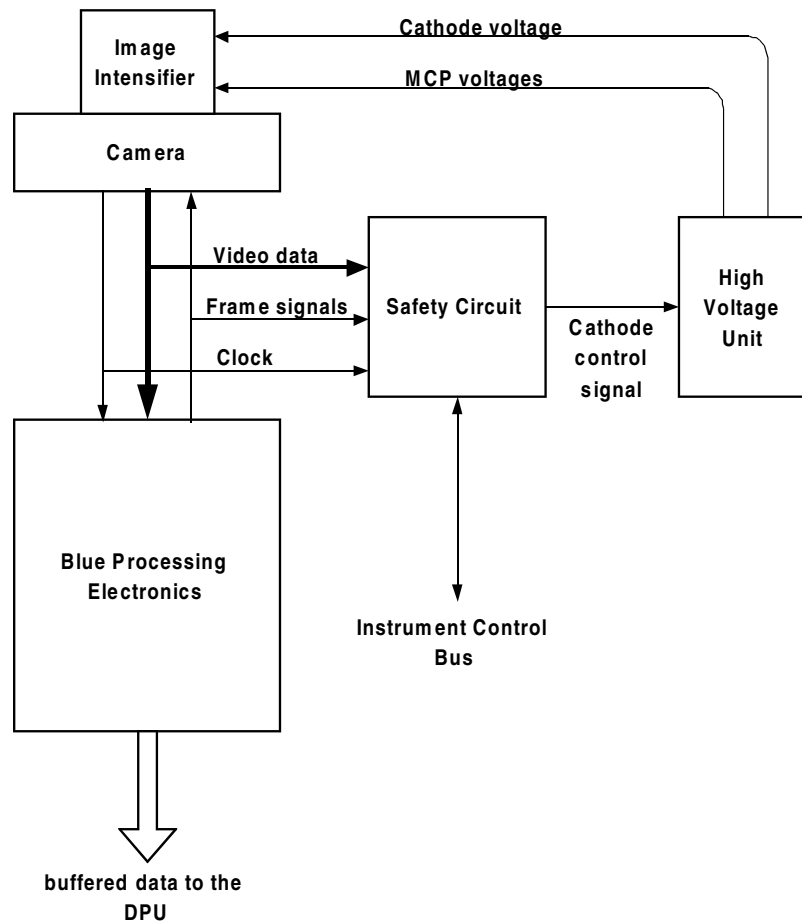 Image
Intensifier
Cathode voltage
MCP voltages
Camera
Video data
Frame signals
Clock
Safety Circuit
Cathode
control
signal
High
Voltage
Unit
Blue Processing
Electronics
Instrument Control
Bus
buffered data to the
DPU